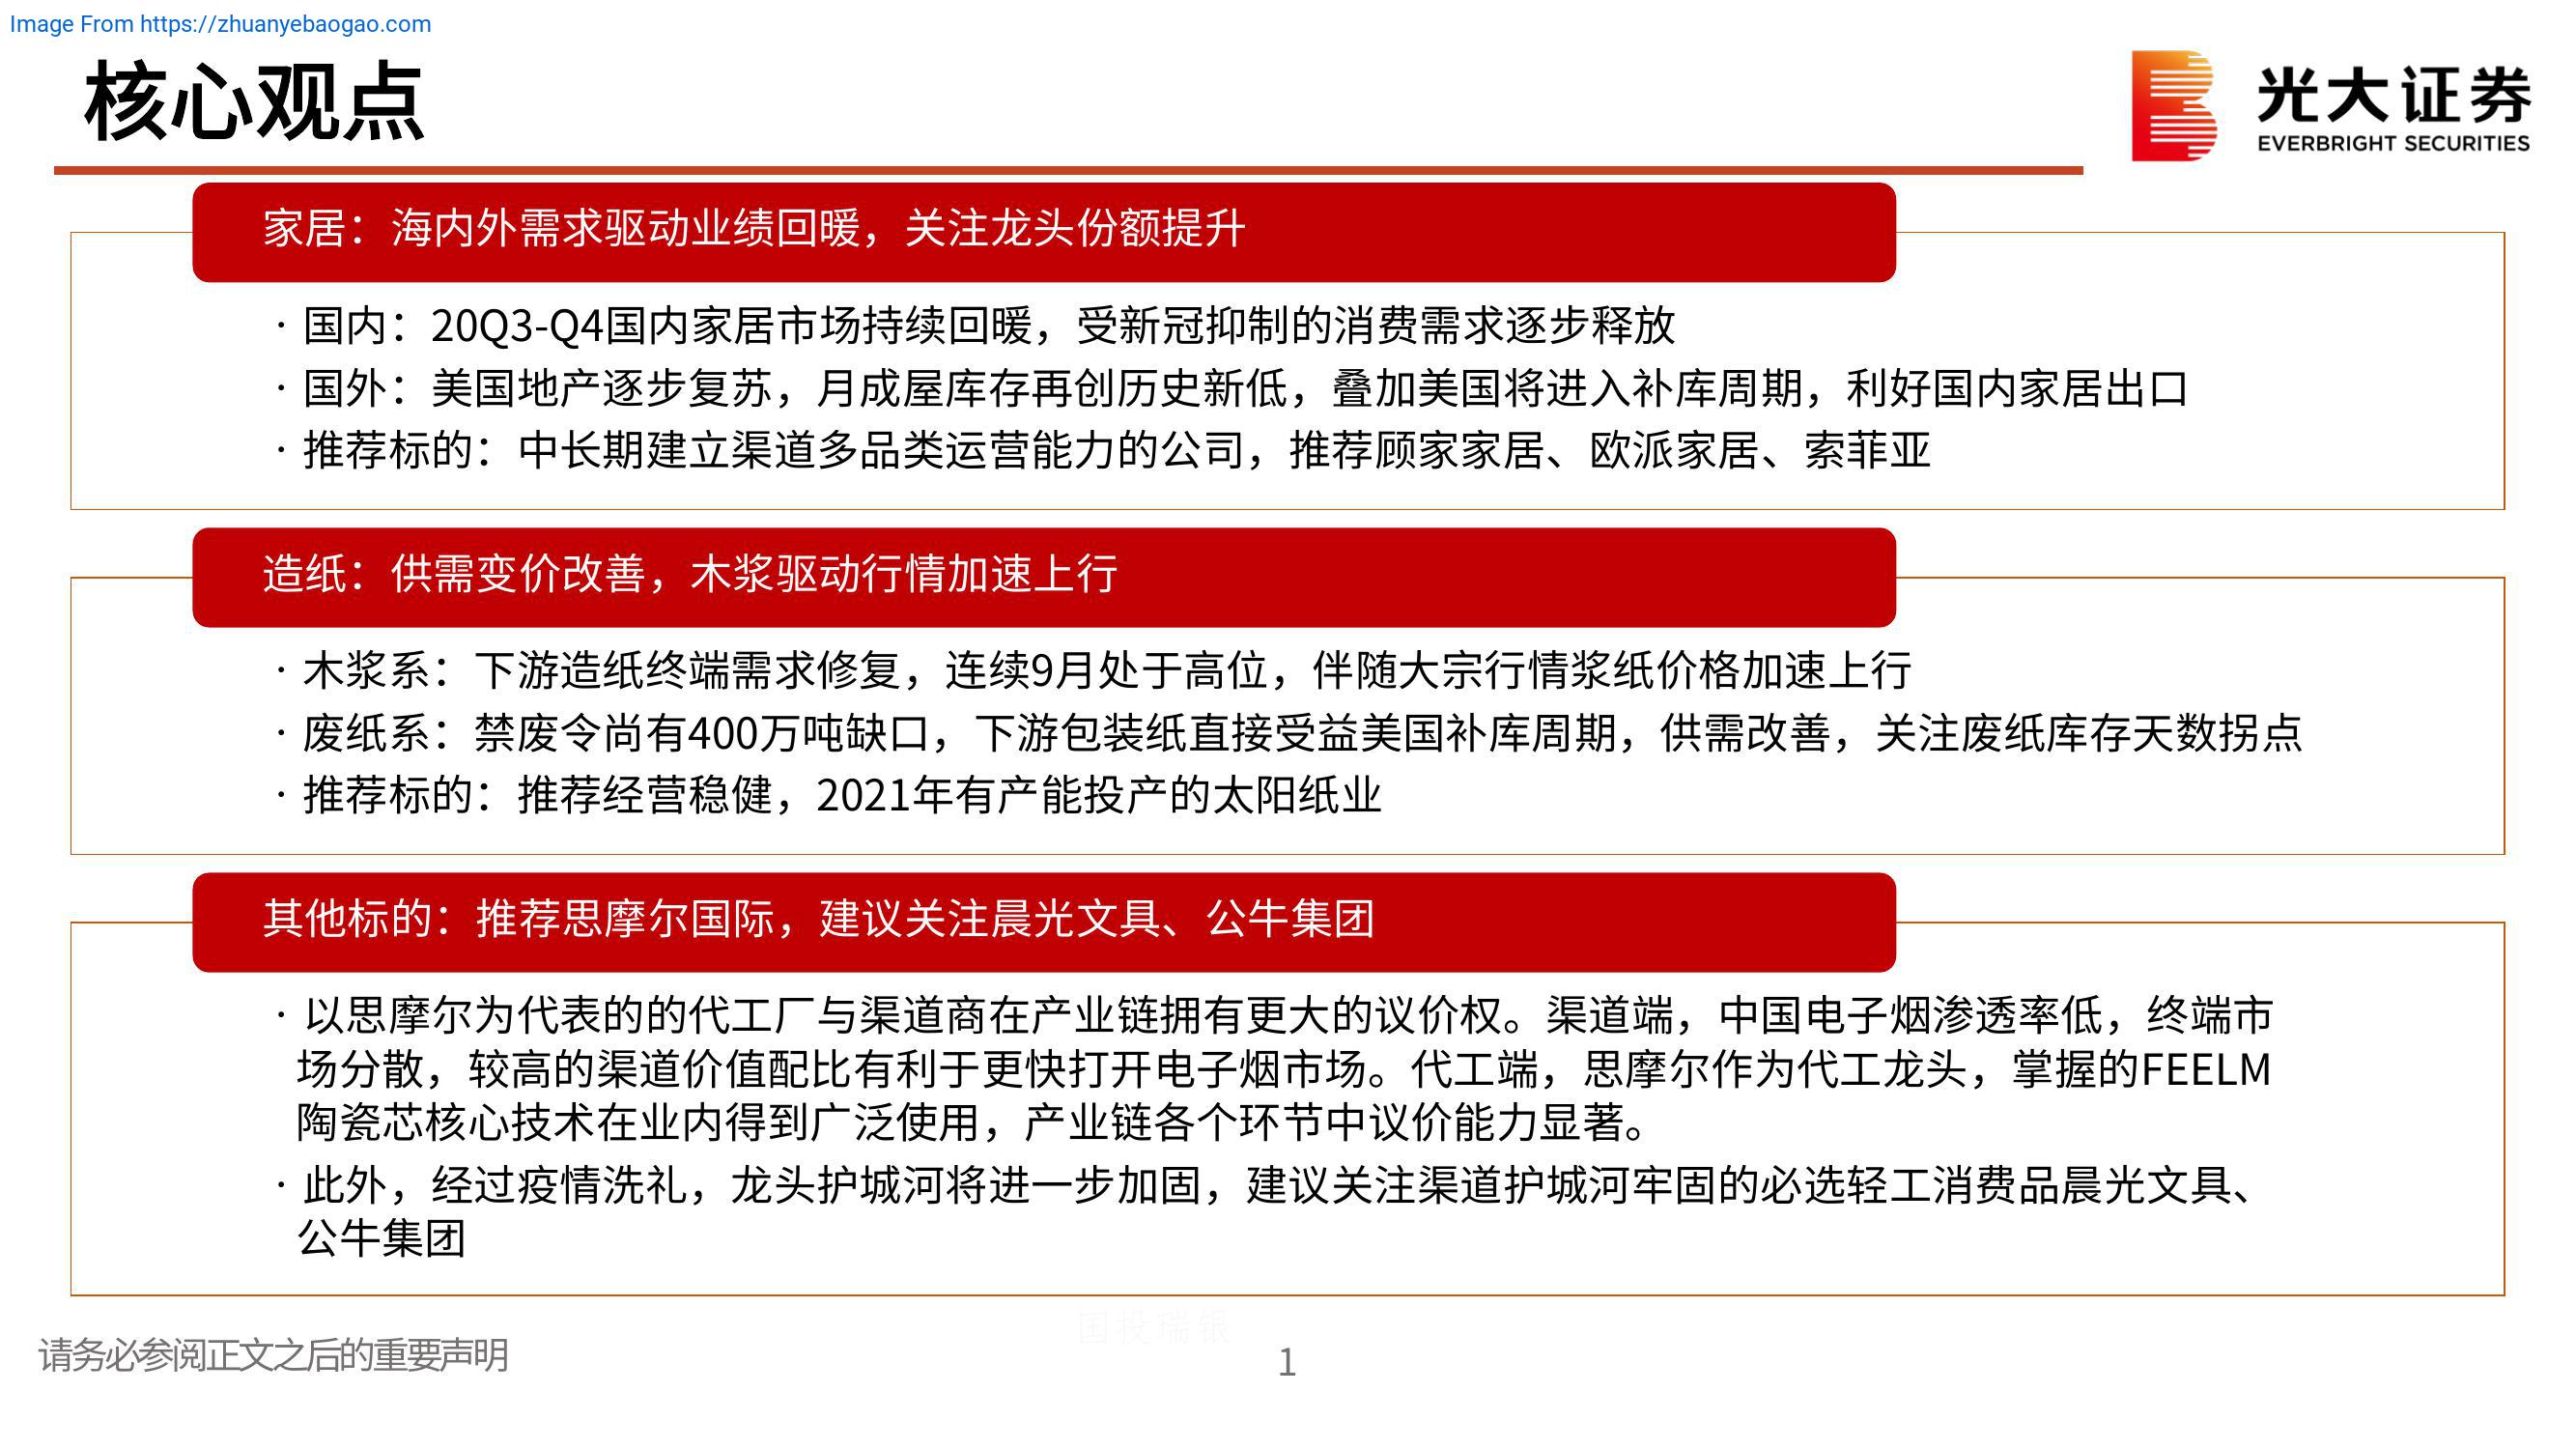 Image From https://zhuanyebaogao.com
核心观点
光大证券
EVERBRIGHT SECURITIES
家居：海内外需求驱动业绩回暖，关注龙头份额提升
· 国内：20Q3-Q4国内家居市场持续回暖，受新冠抑制的消费需求逐步释放
· 国外：美国地产逐步复苏，月成屋库存再创历史新低，叠加美国将进入补库周期，利好国内家居出口
· 推荐标的：中长期建立渠道多品类运营能力的公司，推荐顾家家居、欧派家居、索菲亚
造纸：供需变价改善，木浆驱动行情加速上行
· 木浆系：下游造纸终端需求修复，连续9月处于高位，伴随大宗行情浆纸价格加速上行
· 废纸系：禁废令尚有400万吨缺口，下游包装纸直接受益美国补库周期，供需改善，关注废纸库存天数拐点
· 推荐标的：推荐经营稳健，2021年有产能投产的太阳纸业
其他标的：推荐思摩尔国际，建议关注晨光文具、公牛集团
· 以思摩尔为代表的的代工厂与渠道商在产业链拥有更大的议价权。渠道端，中国电子烟渗透率低，终端市
场分散，较高的渠道价值配比有利于更快打开电子烟市场。代工端，思摩尔作为代工龙头，掌握的FEELM
陶瓷芯核心技术在业内得到广泛使用，产业链各个环节中议价能力显著。
· 此外，经过疫情洗礼，龙头护城河将进一步加固，建议关注渠道护城河牢固的必选轻工消费品晨光文具、
公牛集团
国投瑞银
请务必参阅正文之后的重要声明
1